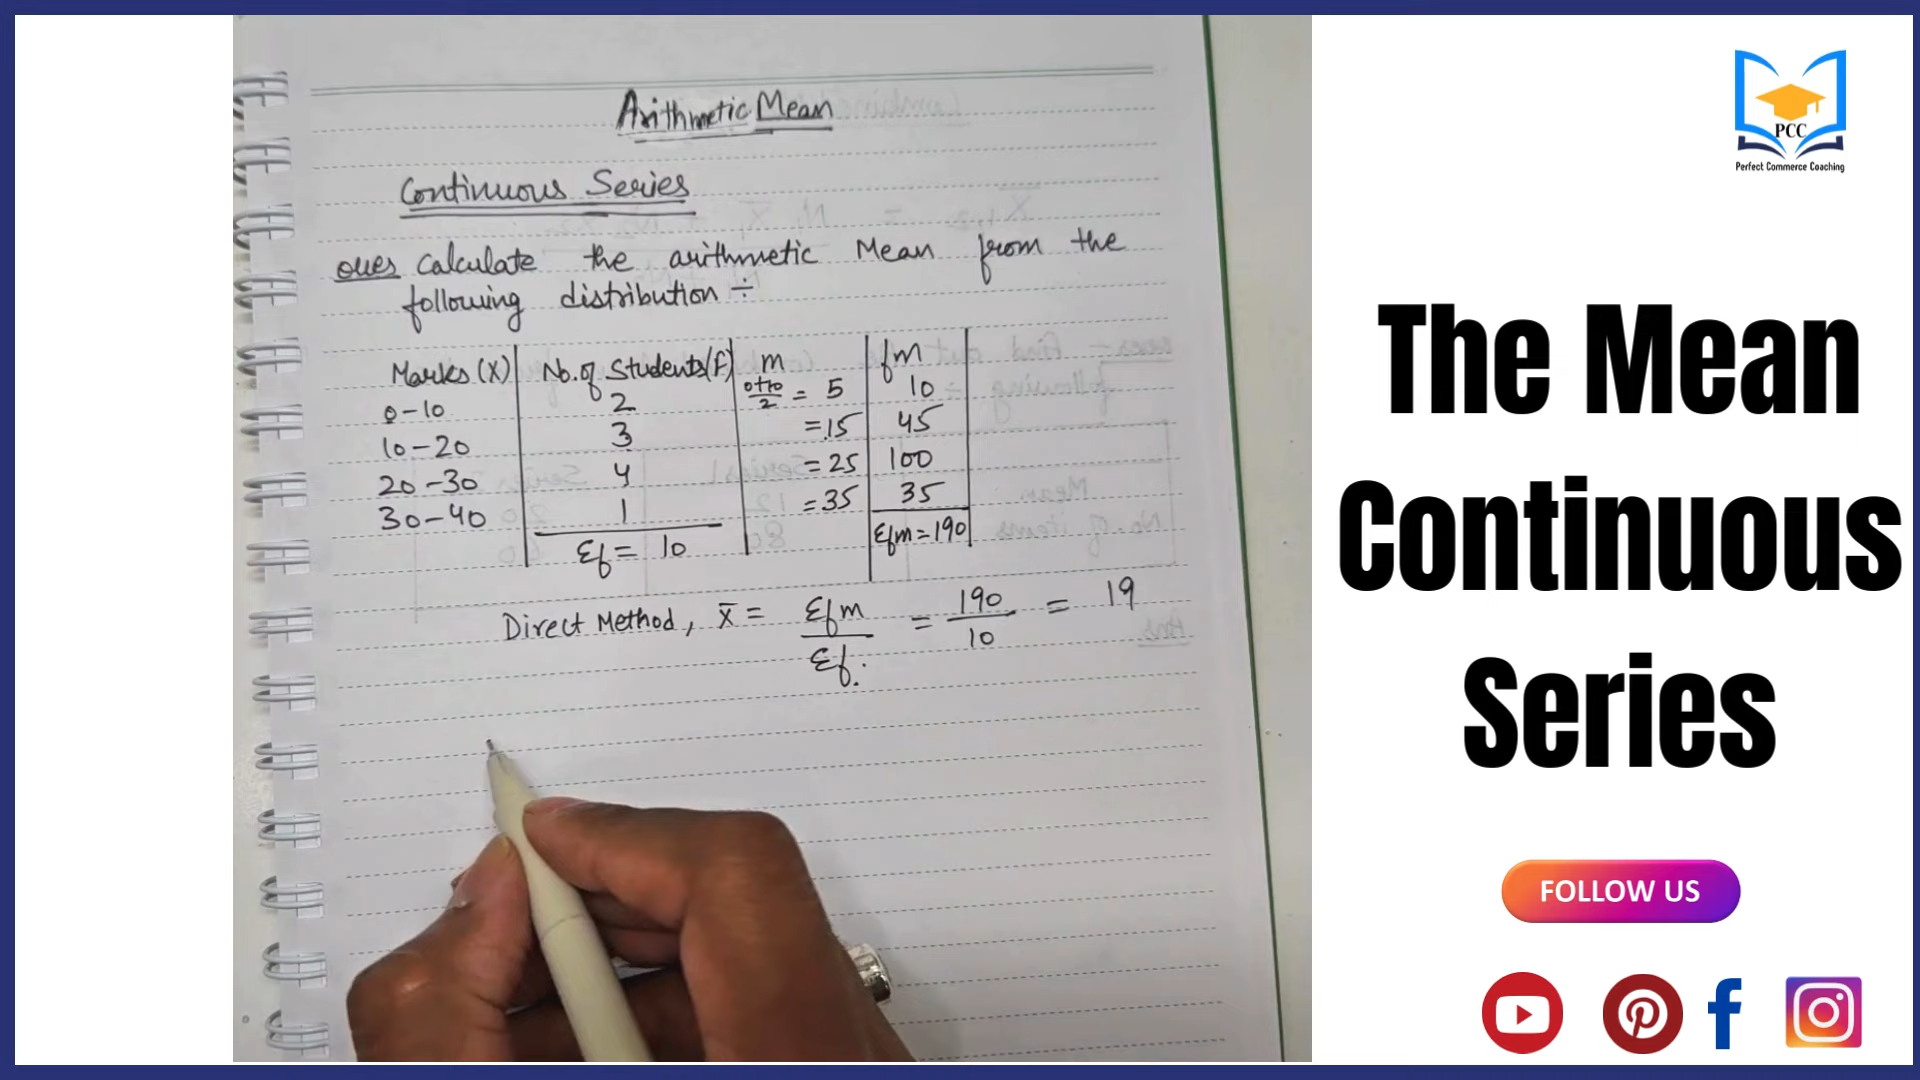 Arithmetic Mean
Continuous Series
Ques Calculate the arithmetic Mean from the
following distribution ÷
Marks (X) No. of Students (F) m fm
0-10 2 0+10/2 = 5 10
10-20 3 =15 45
20-30 4 =25 100
30-40 1 =35 35
Σf = 10 Σfm=190
Direct Method, X̄ = Σfm/Σf. = 190/10 = 19
PCC
Perfect Commerce Coaching
The Mean
Continuous
Series
FOLLOW US